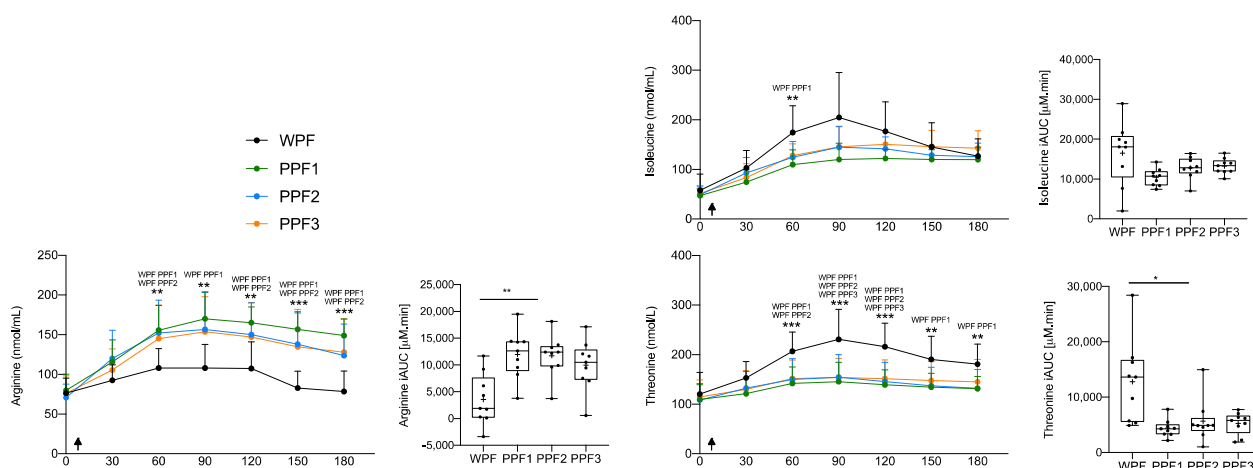 WPF
PPF1
PPF2
PPF3
Arginine (nmol/mL)
250
200
150
100
50
0
0 30 60 90 120 150 180
WPF PPF1
WPF PPF2
**
WPF PPF1
**
WPF PPF1
WPF PPF2
**
WPF PPF1
WPF PPF2
***
WPF PPF1
WPF PPF2
***
Arginine iAUC [µM.min]
25,000
20,000
15,000
10,000
5,000
0
-5,000
**
WPF PPF1 PPF2 PPF3
Isoleucine (nmol/mL)
400
300
200
100
0
0 30 60 90 120 150 180
WPF PPF1
**
Isoleucine iAUC [µM.min]
40,000
30,000
20,000
10,000
0
WPF PPF1 PPF2 PPF3
Threonine (nmol/L)
400
300
200
100
0
0 30 60 90 120 150 180
WPF PPF1
WPF PPF2
***
WPF PPF1
WPF PPF2
WPF PPF3
***
WPF PPF1
WPF PPF2
WPF PPF3
***
WPF PPF1
**
WPF PPF1
**
Threonine iAUC [µM.min]
30,000
20,000
10,000
0
*
WPF PPF1 PPF2 PPF3